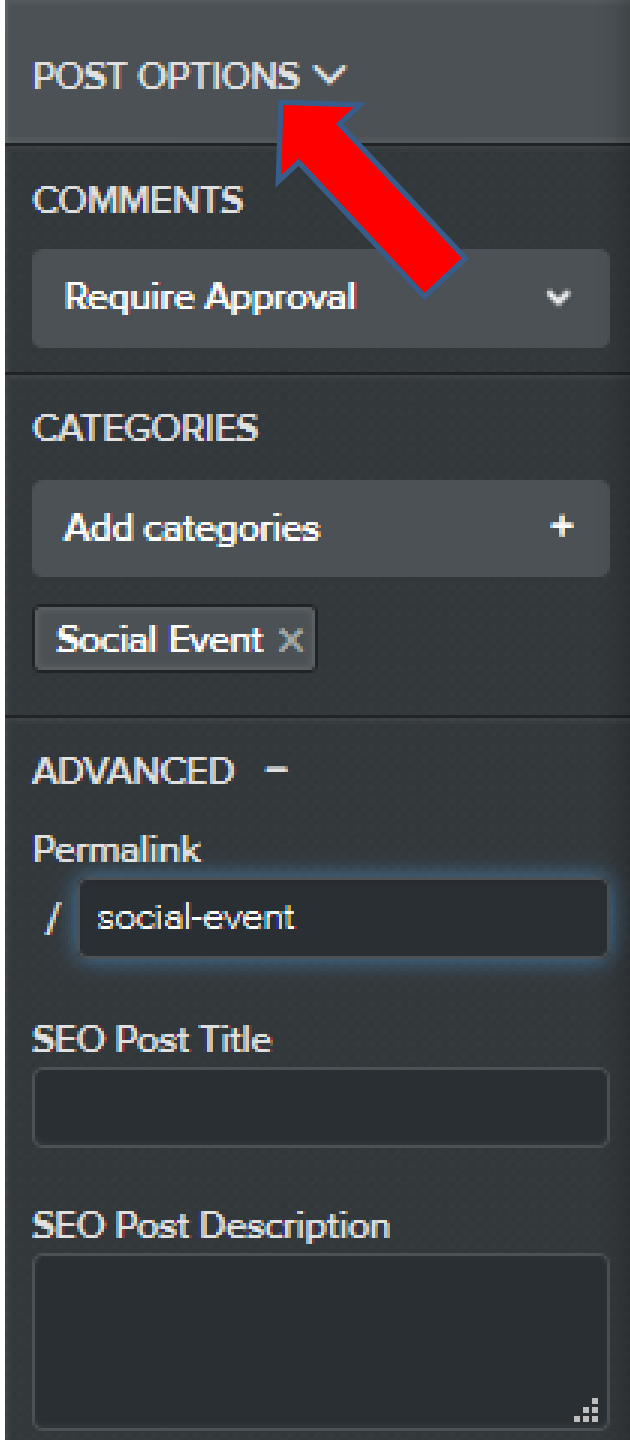 POST OPTIONS
COMMENTS
Require Approval
CATEGORIES
Add categories +
Social Event ×
ADVANCED –
Permalink
/ social-event
SEO Post Title
SEO Post Description